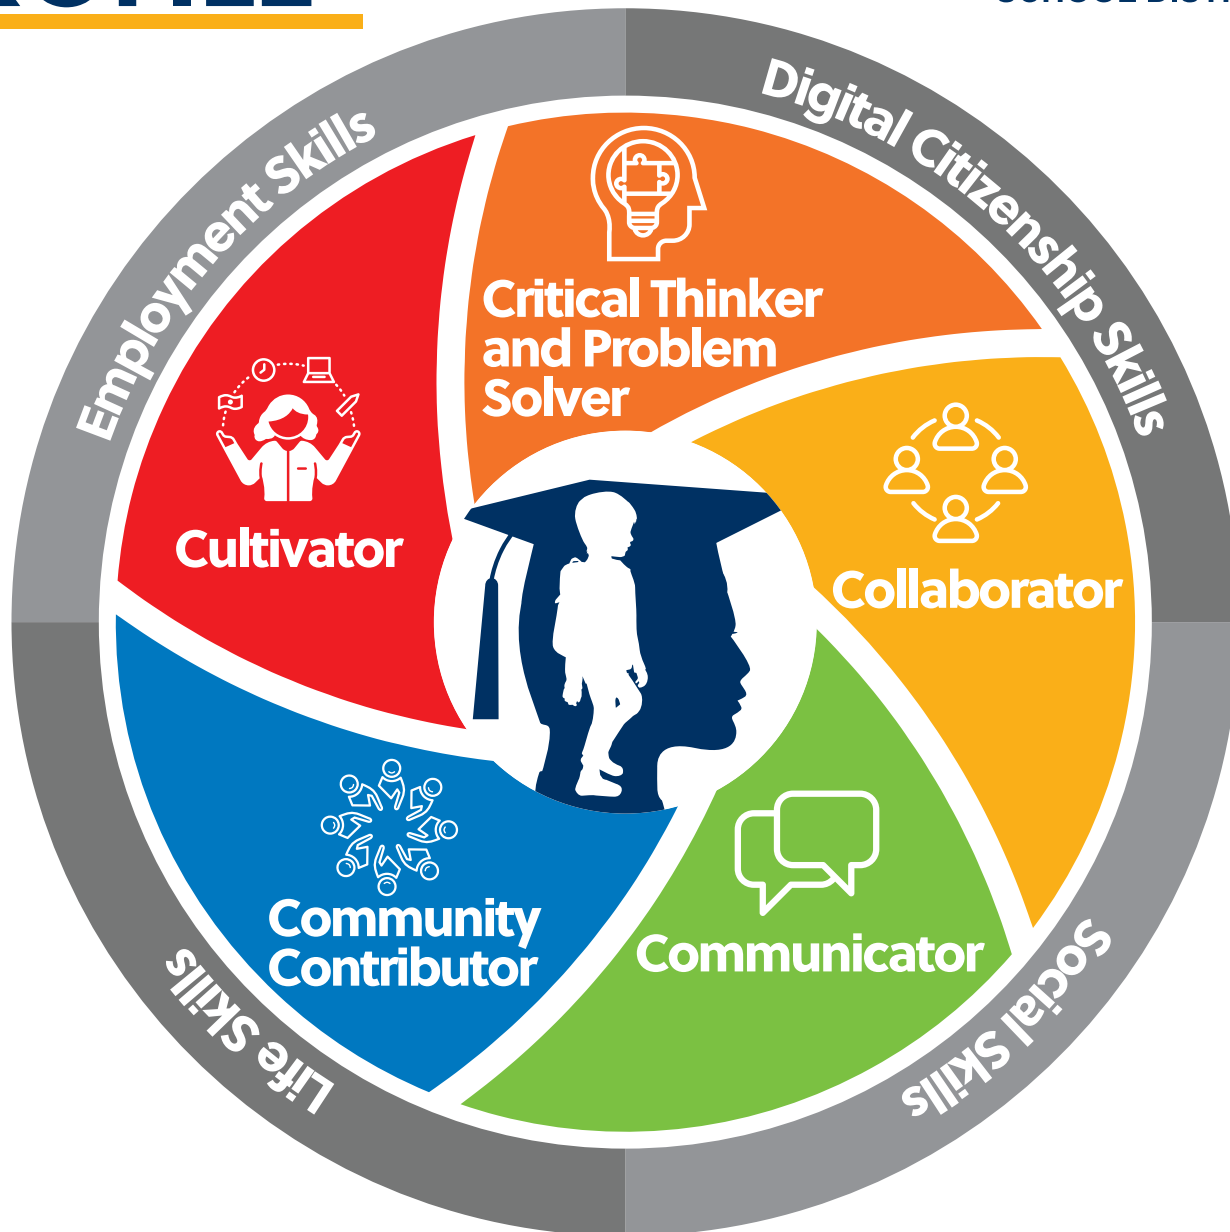 Employment Skills
Digital Citizenship Skills
Critical Thinker
and Problem
Solver
Cultivator
Collaborator
Community
Contributor
Communicator
Life Skills
Social Skills